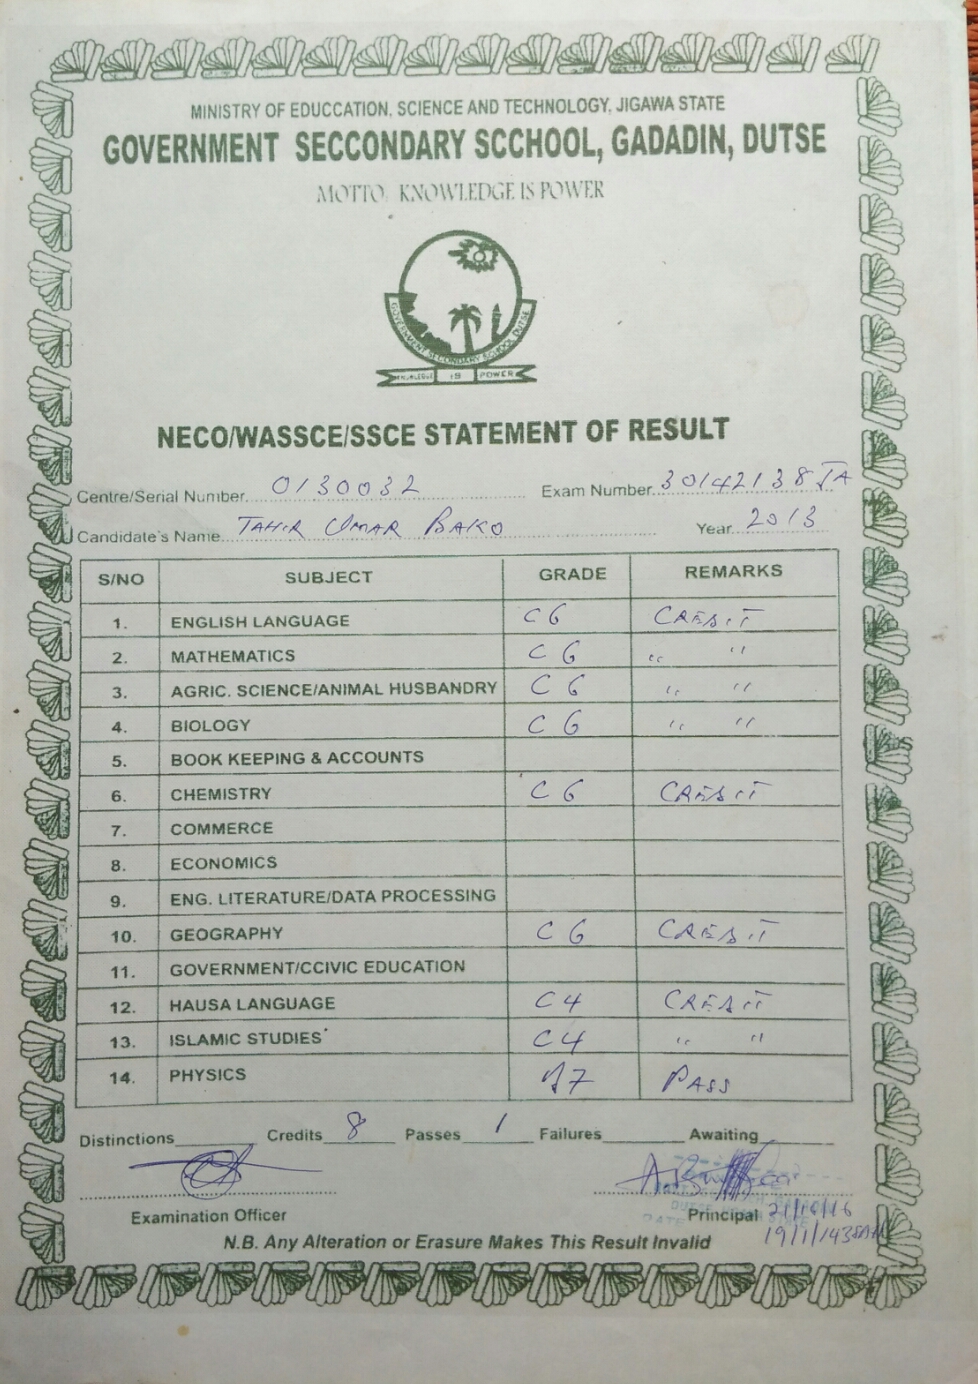 MINISTRY OF EDUCCATION, SCIENCE AND TECHNOLOGY, JIGAWA STATE
GOVERNMENT SECCONDARY SCCHOOL, GADADIN, DUTSE
MOTTO. KNOWLEDGE IS POWER
GOVERNMENT SECONDARY SCHOOL DUTSE
KNOWLEDGE IS POWER
NECO/WASSCE/SSCE STATEMENT OF RESULT
Centre/Serial Number 0130032 Exam Number 30142138JA
Candidate's Name TAHIR UMAR BAKO Year 2013
S/NO SUBJECT GRADE REMARKS
1. ENGLISH LANGUAGE C6 CREDIT
2. MATHEMATICS C6 " "
3. AGRIC. SCIENCE/ANIMAL HUSBANDRY C6 " "
4. BIOLOGY C6 " "
5. BOOK KEEPING & ACCOUNTS
6. CHEMISTRY C6 CREDIT
7. COMMERCE
8. ECONOMICS
9. ENG. LITERATURE/DATA PROCESSING
10. GEOGRAPHY C6 CREDIT
11. GOVERNMENT/CCIVIC EDUCATION
12. HAUSA LANGUAGE C4 CREDIT
13. ISLAMIC STUDIES C4 " "
14. PHYSICS D7 PASS
Distinctions Credits 8 Passes 1 Failures Awaiting
Examination Officer Principal 21/10/16
19/1/1438AH
N.B. Any Alteration or Erasure Makes This Result Invalid